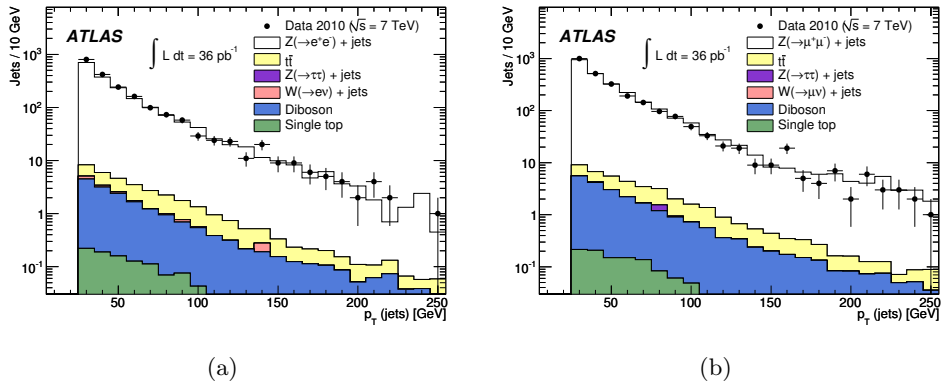 Jets / 10 GeV
10³
10²
10
1
10⁻¹
ATLAS
∫ L dt = 36 pb⁻¹
Data 2010 (√s = 7 TeV)
Z(→e⁺e⁻) + jets
tt̄
Z(→ττ) + jets
W(→eν) + jets
Diboson
Single top
50 100 150 200 250
p_T (jets) [GeV]
(a)
Jets / 10 GeV
10³
10²
10
1
10⁻¹
ATLAS
∫ L dt = 36 pb⁻¹
Data 2010 (√s = 7 TeV)
Z(→μ⁺μ⁻) + jets
tt̄
Z(→ττ) + jets
W(→μν) + jets
Diboson
Single top
50 100 150 200 250
p_T (jets) [GeV]
(b)